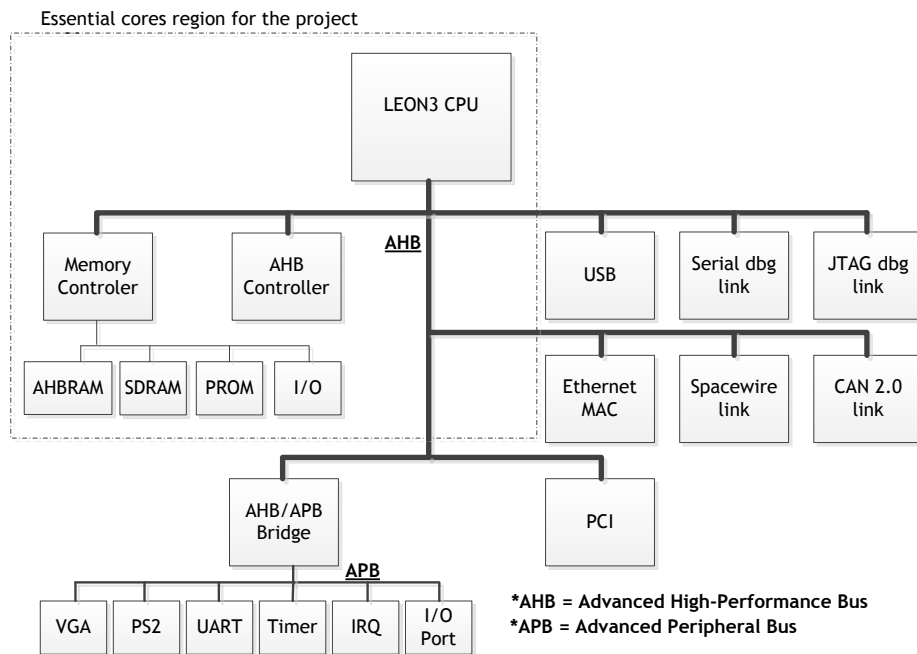 Essential cores region for the project
LEON3 CPU
AHB
Memory
Controler
AHB
Controller
USB
Serial dbg
link
JTAG dbg
link
AHBRAM
SDRAM
PROM
I/O
Ethernet
MAC
Spacewire
link
CAN 2.0
link
AHB/APB
Bridge
PCI
APB
VGA
PS2
UART
Timer
IRQ
I/O
Port
*AHB = Advanced High-Performance Bus
*APB = Advanced Peripheral Bus